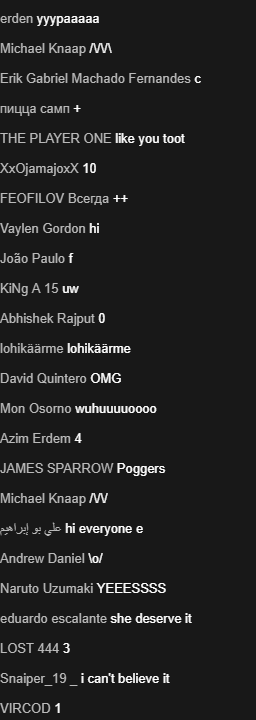 erden yyypaaaaa
Michael Knaap /\/\/\
Erik Gabriel Machado Fernandes c
пицца самп +
THE PLAYER ONE like you toot
XxOjamajoxX 10
FEOFILOV Всегда ++
Vaylen Gordon hi
João Paulo f
KiNg A 15 uw
Abhishek Rajput 0
lohikäärme lohikäärme
David Quintero OMG
Mon Osorno wuhuuuuoooo
Azim Erdem 4
JAMES SPARROW Poggers
Michael Knaap /\/\/
علي بو إبراهيم hi everyone e
Andrew Daniel \o/
Naruto Uzumaki YEEESSSS
eduardo escalante she deserve it
LOST 444 3
Snaiper_19 _ i can't believe it
VIRCOD 1